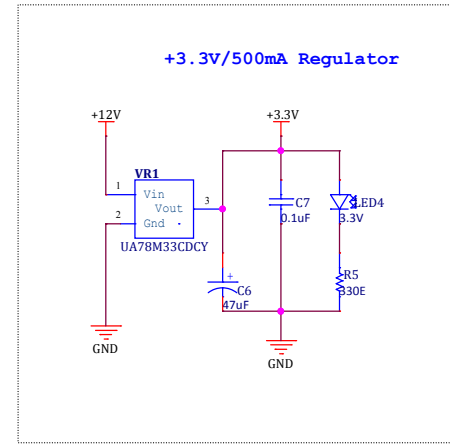 +3.3V/500mA Regulator
+12V
+3.3V
VR1
1
Vin
Vout
3
2
Gnd
UA78M33CDCY
C7
0.1uF
LED4
3.3V
+
C6
47uF
R5
330E
GND
GND